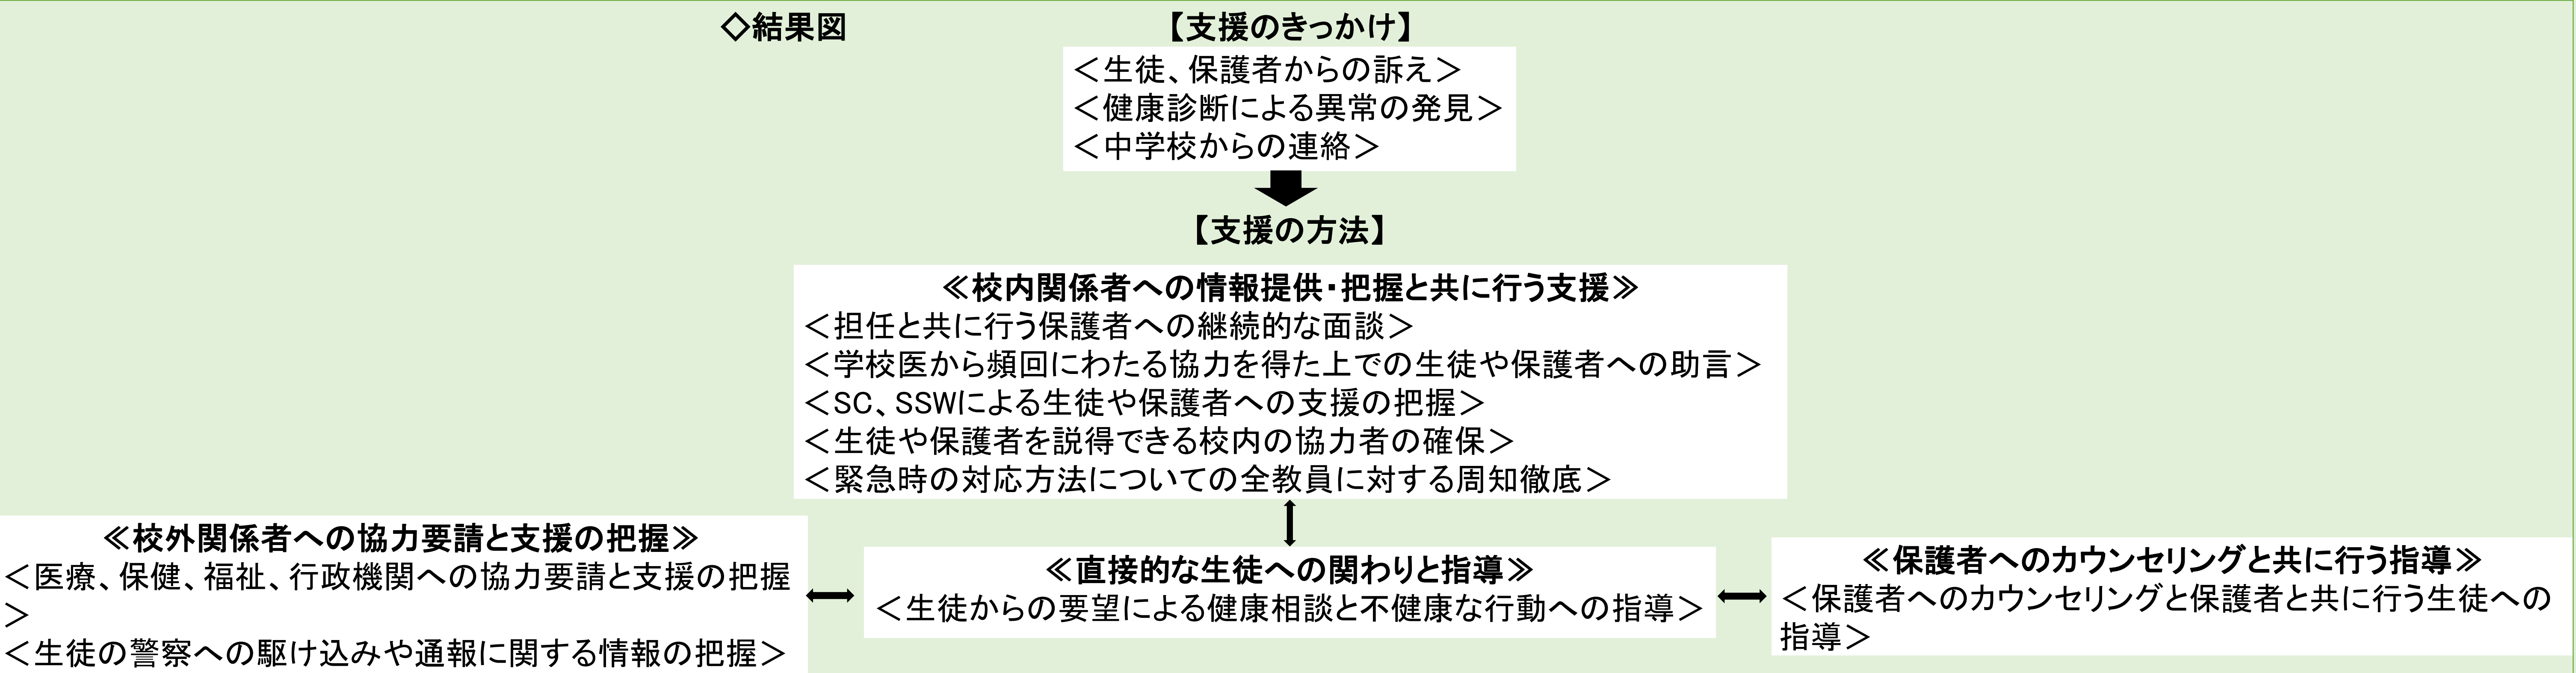 ◇結果図
【支援のきっかけ】
＜生徒、保護者からの訴え＞
＜健康診断による異常の発見＞
＜中学校からの連絡＞
【支援の方法】
≪校内関係者への情報提供・把握と共に行う支援≫
＜担任と共に行う保護者への継続的な面談＞
＜学校医から頻回にわたる協力を得た上での生徒や保護者への助言＞
＜SC、SSWによる生徒や保護者への支援の把握＞
＜生徒や保護者を説得できる校内の協力者の確保＞
＜緊急時の対応方法についての全教員に対する周知徹底＞
≪校外関係者への協力要請と支援の把握≫
＜医療、保健、福祉、行政機関への協力要請と支援の把握
＞
＜生徒の警察への駆け込みや通報に関する情報の把握＞
≪直接的な生徒への関わりと指導≫
＜生徒からの要望による健康相談と不健康な行動への指導＞
≪保護者へのカウンセリングと共に行う指導≫
＜保護者へのカウンセリングと保護者と共に行う生徒への
指導＞